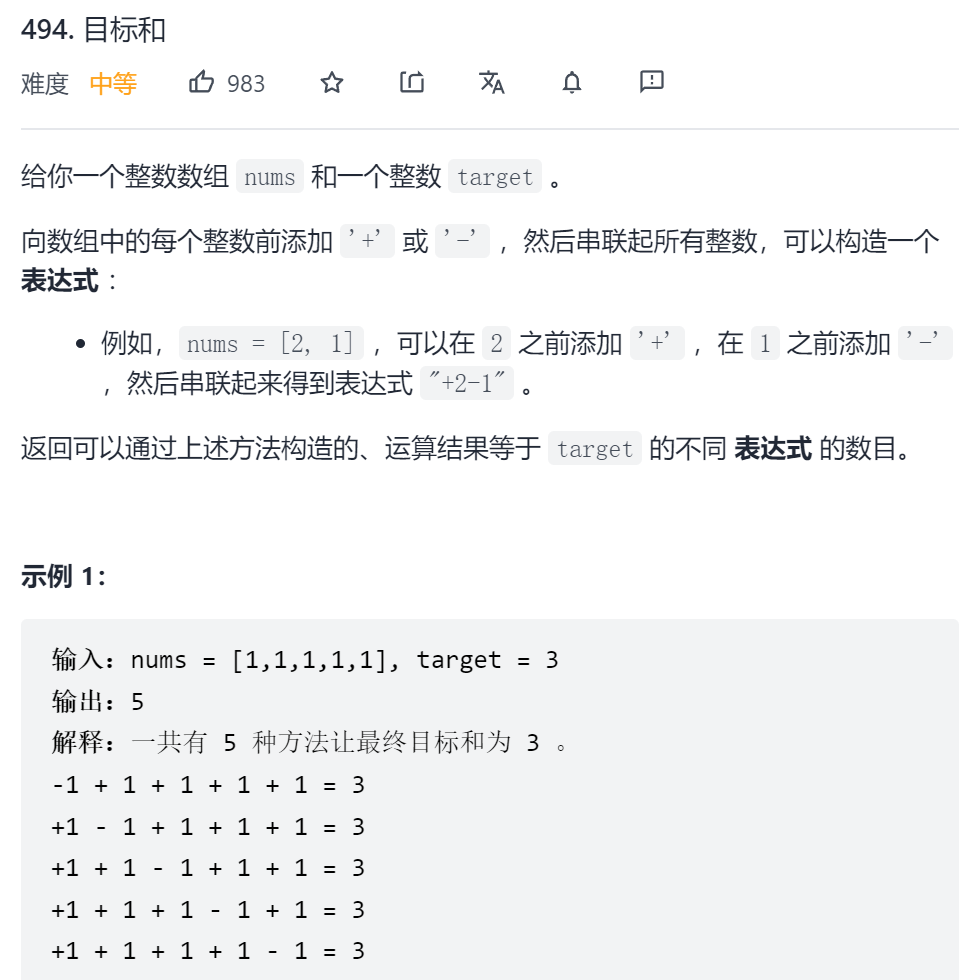 494. 目标和
难度 中等 983
给你一个整数数组 nums 和一个整数 target 。
向数组中的每个整数前添加 '+' 或 '-' ，然后串联起所有整数，可以构造一个
表达式 ：
• 例如，nums = [2, 1] ，可以在 2 之前添加 '+' ，在 1 之前添加 '-'
，然后串联起来得到表达式 "+2-1" 。
返回可以通过上述方法构造的、运算结果等于 target 的不同 表达式 的数目。
示例 1：
输入：nums = [1,1,1,1,1], target = 3
输出：5
解释：一共有 5 种方法让最终目标和为 3 。
-1 + 1 + 1 + 1 + 1 = 3
+1 - 1 + 1 + 1 + 1 = 3
+1 + 1 - 1 + 1 + 1 = 3
+1 + 1 + 1 - 1 + 1 = 3
+1 + 1 + 1 + 1 - 1 = 3